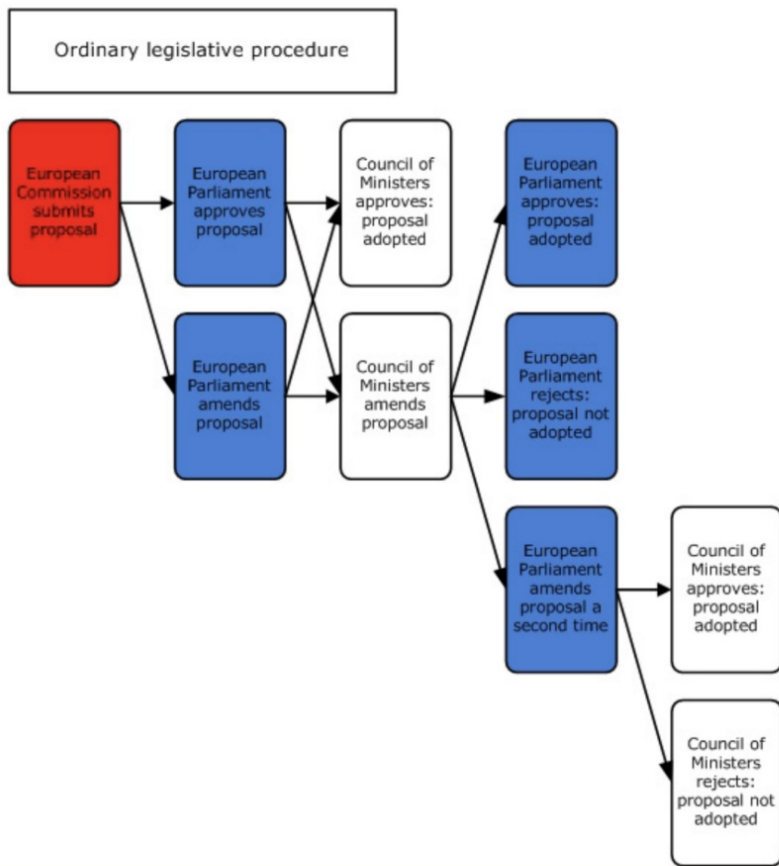 Ordinary legislative procedure
European
Commission
submits
proposal
European
Parliament
approves
proposal
Council of
Ministers
approves:
proposal
adopted
European
Parliament
approves:
proposal
adopted
European
Parliament
amends
proposal
Council of
Ministers
amends
proposal
European
Parliament
rejects:
proposal not
adopted
European
Parliament
amends
proposal a
second time
Council of
Ministers
approves:
proposal
adopted
Council of
Ministers
rejects:
proposal not
adopted